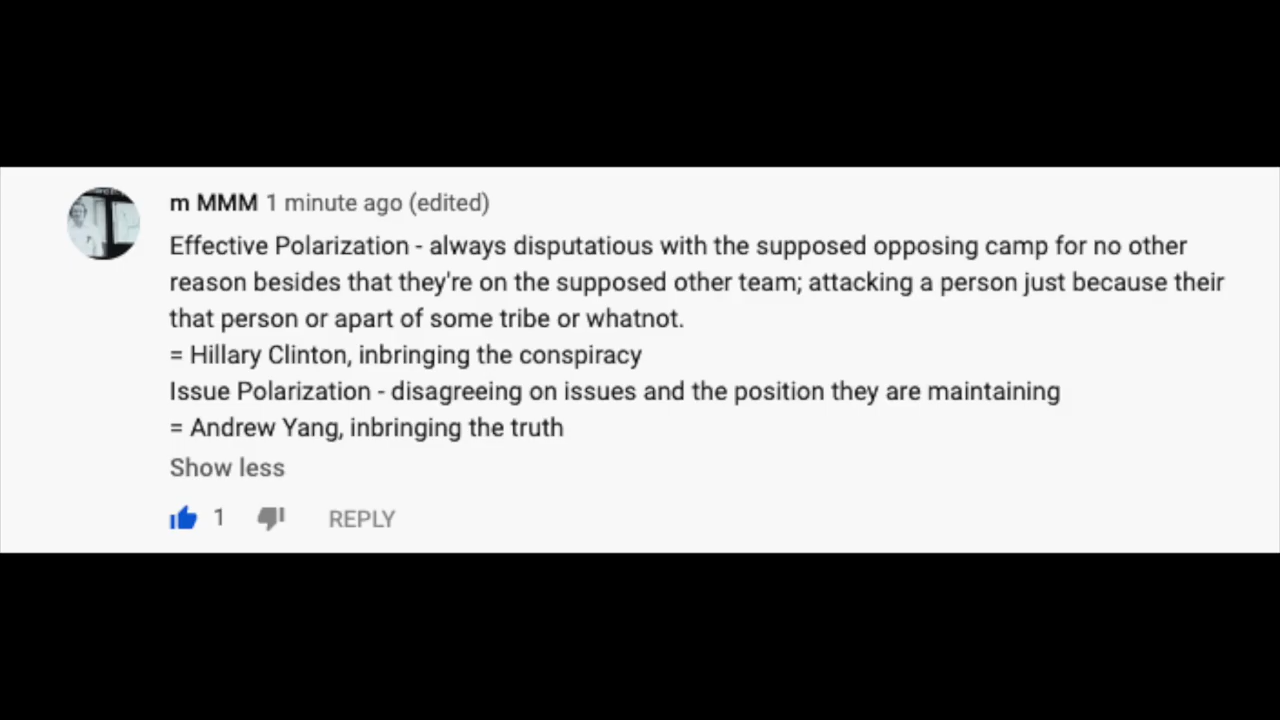 m MMM 1 minute ago (edited)
Effective Polarization - always disputatious with the supposed opposing camp for no other
reason besides that they're on the supposed other team; attacking a person just because their
that person or apart of some tribe or whatnot.
= Hillary Clinton, inbringing the conspiracy
Issue Polarization - disagreeing on issues and the position they are maintaining
= Andrew Yang, inbringing the truth
Show less
1 REPLY